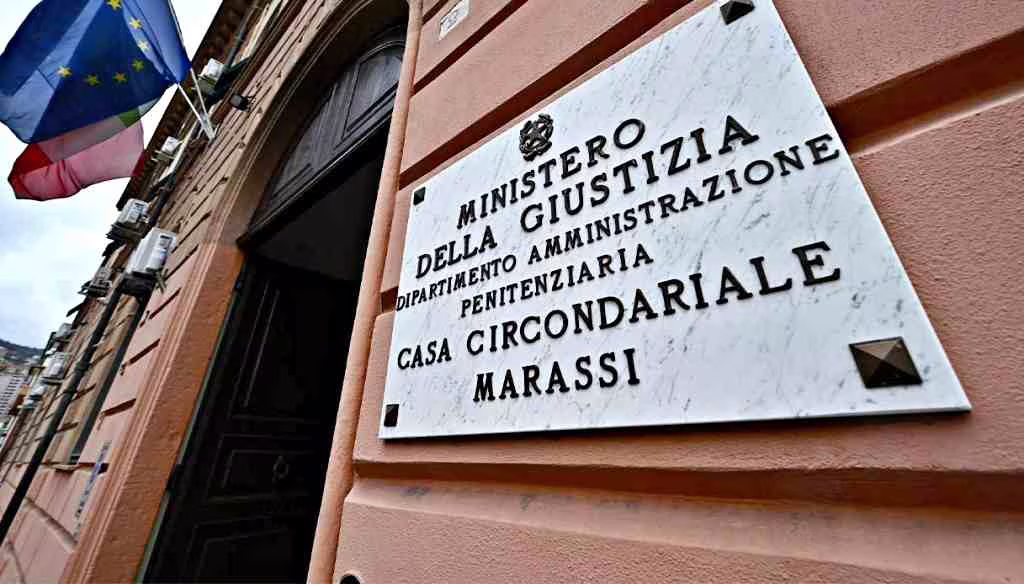 MINISTERO
DELLA GIUSTIZIA
DIPARTIMENTO AMMINISTRAZIONE
PENITENZIARIA
CASA CIRCONDARIALE
MARASSI